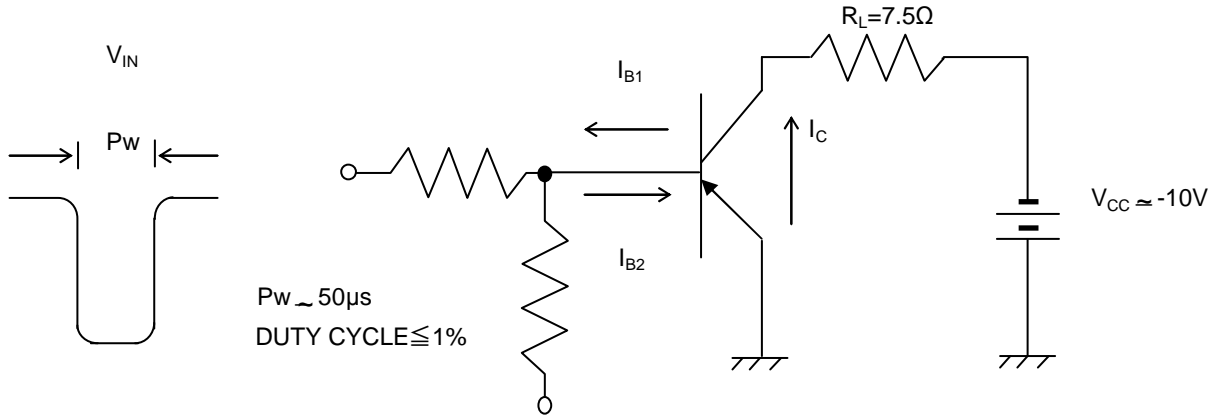 R_L=7.5Ω
V_IN
I_B1
Pw
I_C
V_CC ≃ -10V
I_B2
Pw ~ 50μs
DUTY CYCLE≦1%